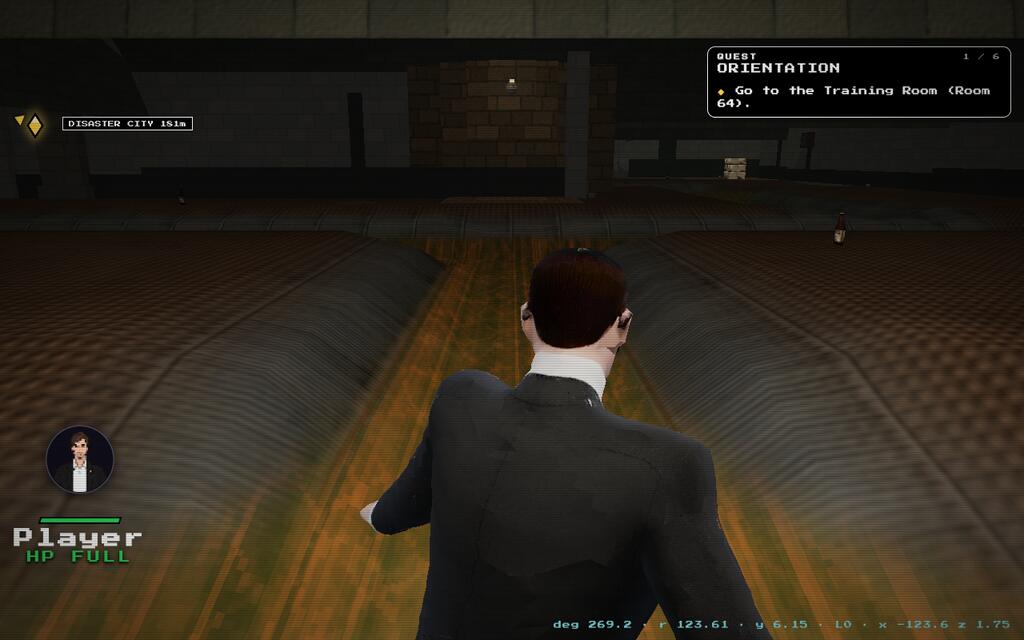 QUEST 1 / 6
ORIENTATION
◆ Go to the Training Room (Room
64).
DISASTER CITY 181m
Player
HP FULL
deg 269.2 · r 123.61 · y 6.15 · L0 · x -123.6 z 1.75